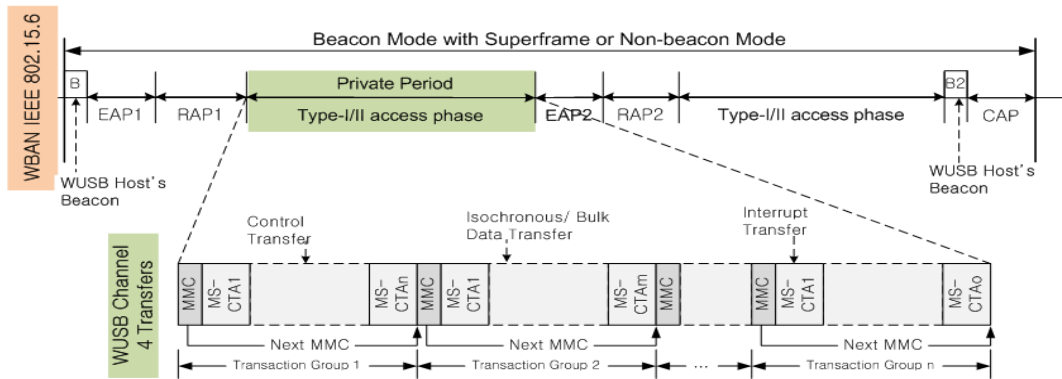 WBAN IEEE 802.15.6
Beacon Mode with Superframe or Non-beacon Mode
B
Private Period
B2
EAP1
RAP1
Type-I/II access phase
EAP2
RAP2
Type-I/II access phase
CAP
WUSB Host's
Beacon
WUSB Host's
Beacon
WUSB Channel
4 Transfers
Control
Transfer
Isochronous/ Bulk
Data Transfer
Interrupt
Transfer
MMC
MS-
CTA1
MS-
CTAn
MMC
MS-
CTA1
MS-
CTAm
MMC
MMC
MS-
CTA1
MS-
CTAo
Next MMC
Next MMC
Next MMC
Transaction Group 1
Transaction Group 2
...
Transaction Group n